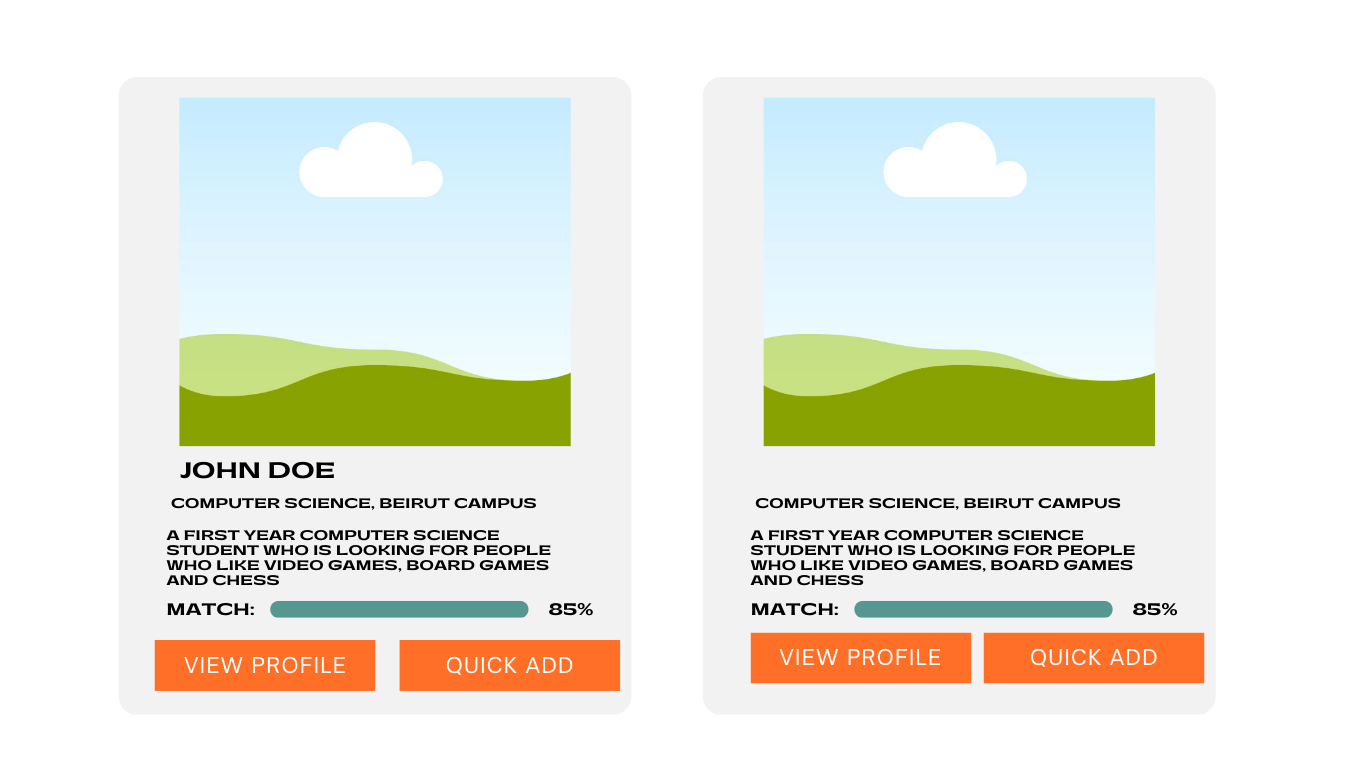 JOHN DOE
COMPUTER SCIENCE, BEIRUT CAMPUS
A FIRST YEAR COMPUTER SCIENCE
STUDENT WHO IS LOOKING FOR PEOPLE
WHO LIKE VIDEO GAMES, BOARD GAMES
AND CHESS
MATCH: 85%
VIEW PROFILE QUICK ADD
COMPUTER SCIENCE, BEIRUT CAMPUS
A FIRST YEAR COMPUTER SCIENCE
STUDENT WHO IS LOOKING FOR PEOPLE
WHO LIKE VIDEO GAMES, BOARD GAMES
AND CHESS
MATCH: 85%
VIEW PROFILE QUICK ADD